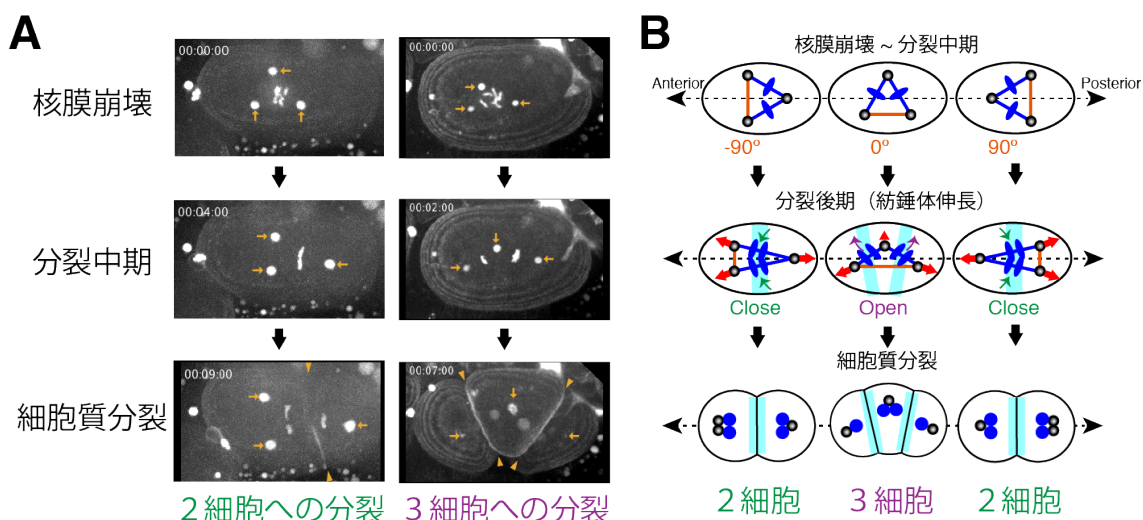 A
核膜崩壊
00:00:00
00:00:00
分裂中期
00:04:00
00:02:00
細胞質分裂
00:09:00
00:07:00
2細胞への分裂
3細胞への分裂
B
核膜崩壊 ~ 分裂中期
Anterior
Posterior
-90º
0º
90º
分裂後期（紡錘体伸長）
Close
Open
Close
細胞質分裂
2細胞
3細胞
2細胞